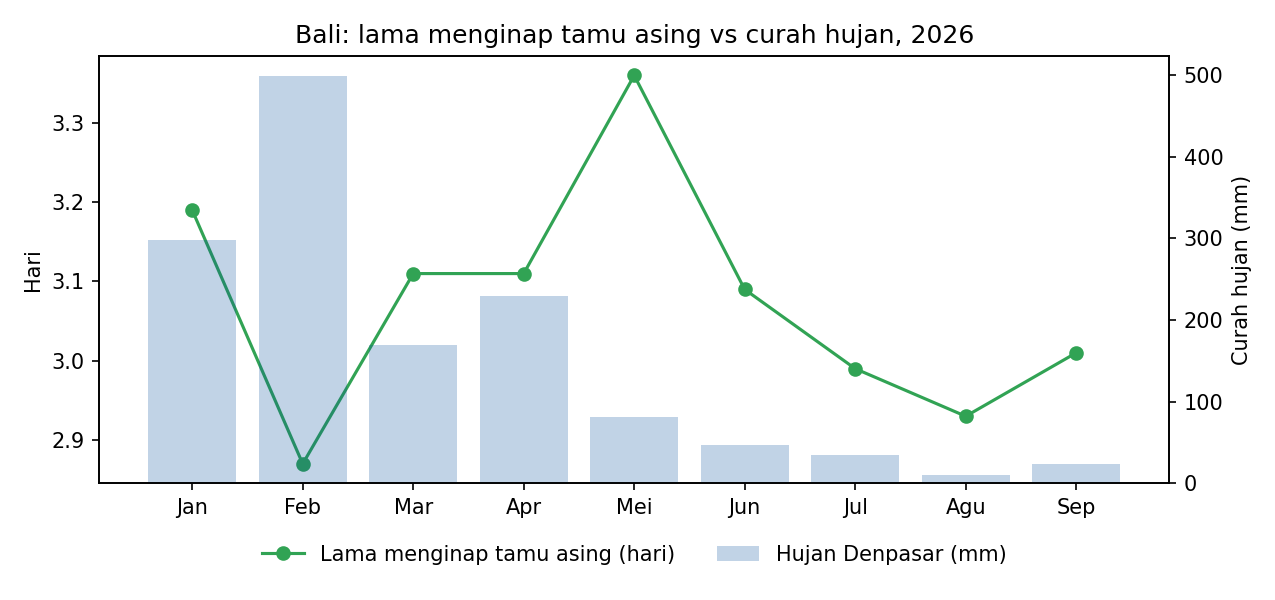 Bali: lama menginap tamu asing vs curah hujan, 2026
Hari
3.3
3.2
3.1
3.0
2.9
500
400
300
200
100
0
Curah hujan (mm)
Jan Feb Mar Apr Mei Jun Jul Agu Sep
Lama menginap tamu asing (hari) Hujan Denpasar (mm)